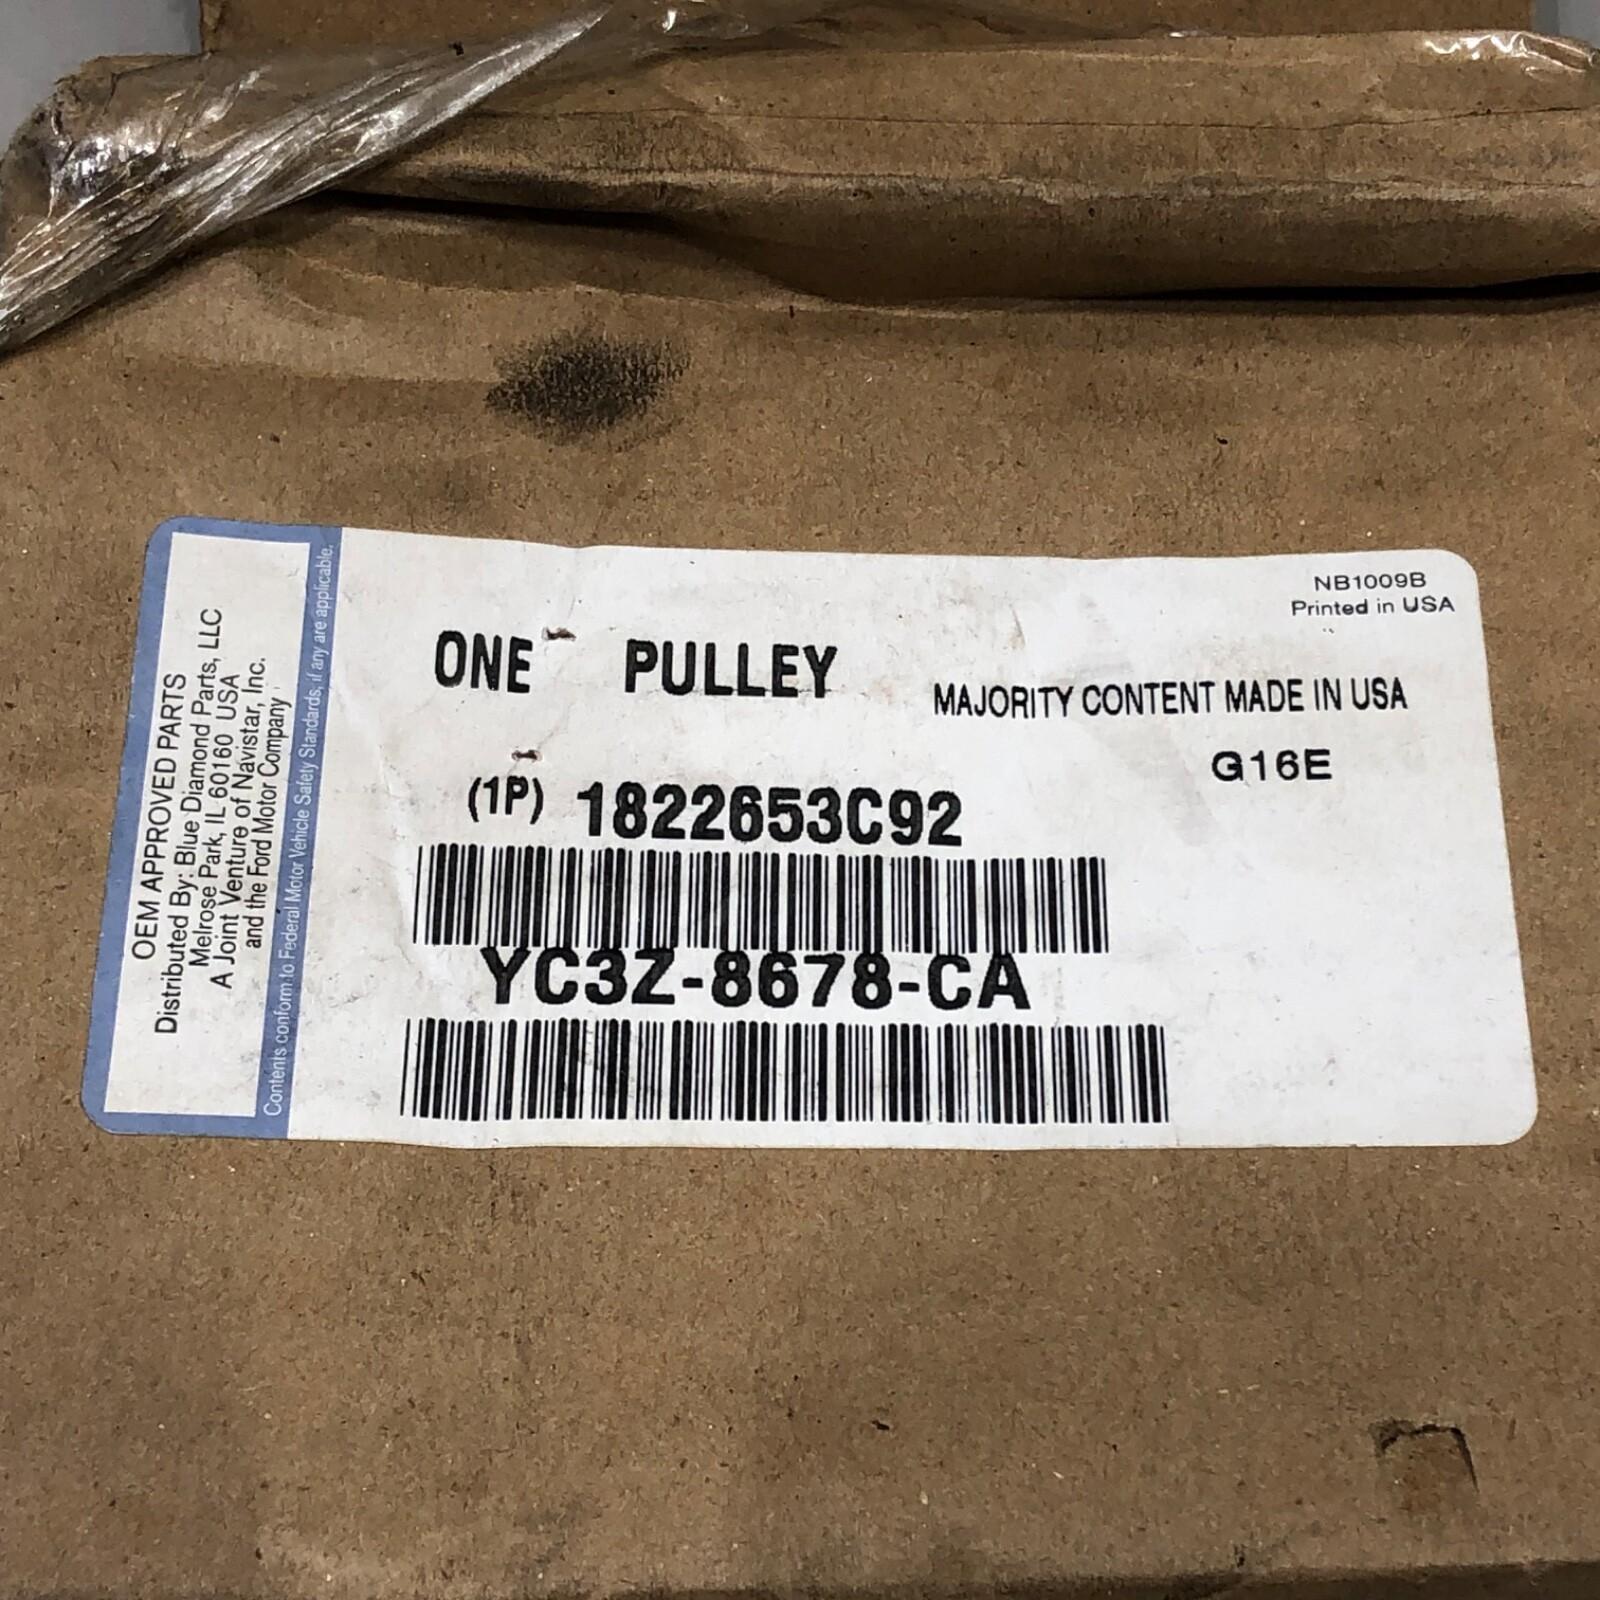 OEM APPROVED PARTS
Distributed By: Blue Diamond Parts, LLC
Melrose Park, IL 60160 USA
A Joint Venture of Navistar, Inc.
and the Ford Motor Company
Contents conform to Federal Motor Vehicle Safety Standards, if any are applicable.
NB1009B
Printed in USA
ONE PULLEY
MAJORITY CONTENT MADE IN USA
G16E
(1P) 1822653C92
YC3Z-8678-CA